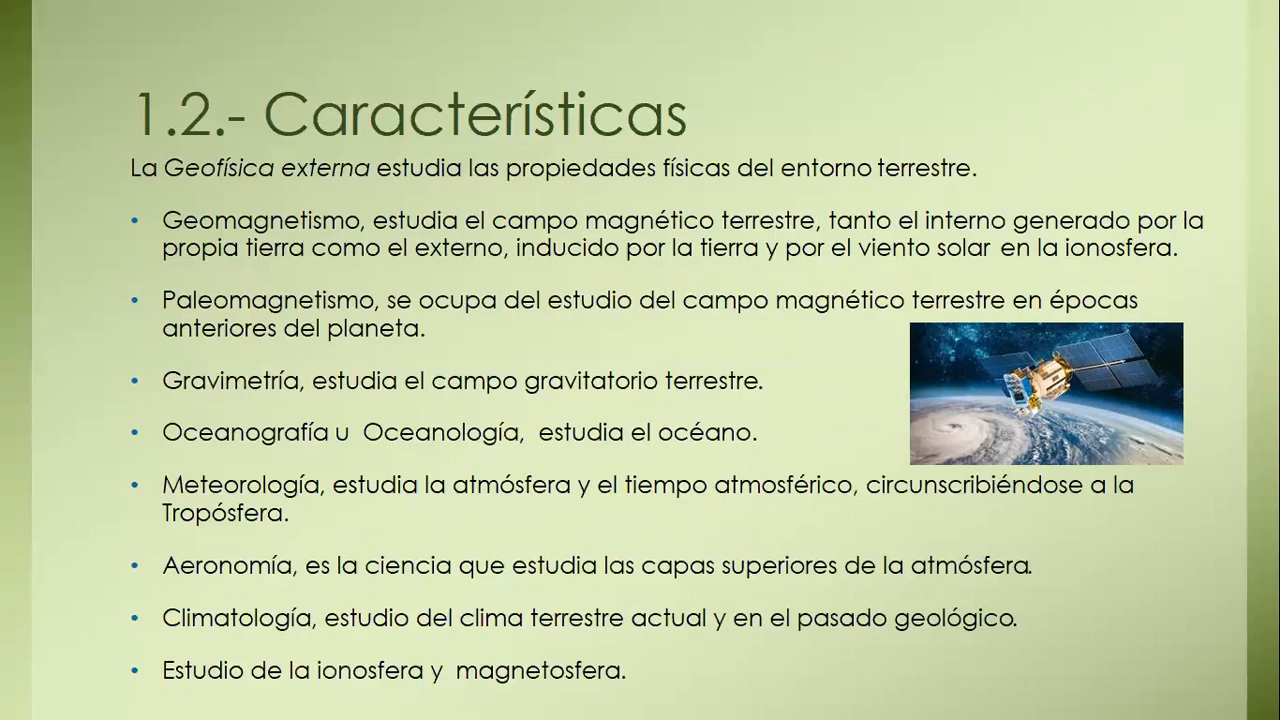 1.2.- Características
La Geofísica externa estudia las propiedades físicas del entorno terrestre.
• Geomagnetismo, estudia el campo magnético terrestre, tanto el interno generado por la
propia tierra como el externo, inducido por la tierra y por el viento solar en la ionosfera.
• Paleomagnetismo, se ocupa del estudio del campo magnético terrestre en épocas
anteriores del planeta.
• Gravimetría, estudia el campo gravitatorio terrestre.
• Oceanografía u Oceanología, estudia el océano.
• Meteorología, estudia la atmósfera y el tiempo atmosférico, circunscribiéndose a la
Tropósfera.
• Aeronomía, es la ciencia que estudia las capas superiores de la atmósfera.
• Climatología, estudio del clima terrestre actual y en el pasado geológico.
• Estudio de la ionosfera y magnetosfera.